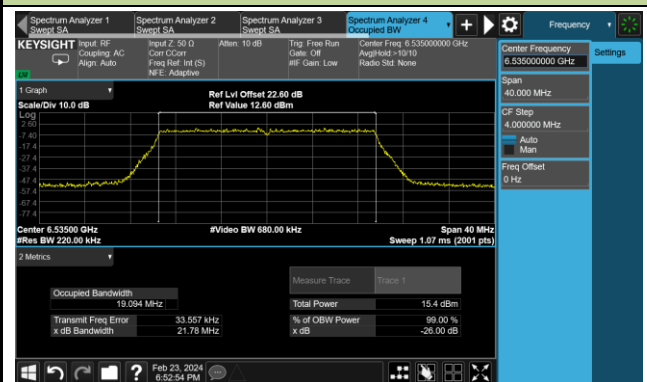 Spectrum Analyzer 1
Swept SA
Spectrum Analyzer 2
Swept SA
Spectrum Analyzer 3
Swept SA
Spectrum Analyzer 4
Occupied BW
Frequency
KEYSIGHT
Input: RF
Coupling: AC
Align: Auto
Input Z: 50 Ω
Corr CCorr
Freq Ref: Int (S)
NFE: Adaptive
Atten: 10 dB
Trig: Free Run
Gate: Off
#IF Gain: Low
Center Freq: 6.535000000 GHz
Avg|Hold:>10/10
Radio Std: None
Center Frequency
6.535000000 GHz
Settings
Span
40.000 MHz
CF Step
4.000000 MHz
Auto
Man
Freq Offset
0 Hz
1 Graph
Scale/Div 10.0 dB
Ref Lvl Offset 22.60 dB
Ref Value 12.60 dBm
Log
2.60
-7.40
-17.4
-27.4
-37.4
-47.4
-57.4
-67.4
-77.4
Center 6.53500 GHz
#Video BW 680.00 kHz
Span 40 MHz
#Res BW 220.00 kHz
Sweep 1.07 ms (2001 pts)
2 Metrics
Measure Trace
Trace 1
Occupied Bandwidth
19.094 MHz
Total Power
15.4 dBm
Transmit Freq Error
33.557 kHz
% of OBW Power
99.00 %
x dB Bandwidth
21.78 MHz
x dB
-26.00 dB
?
Feb 23, 2024
6:52:54 PM